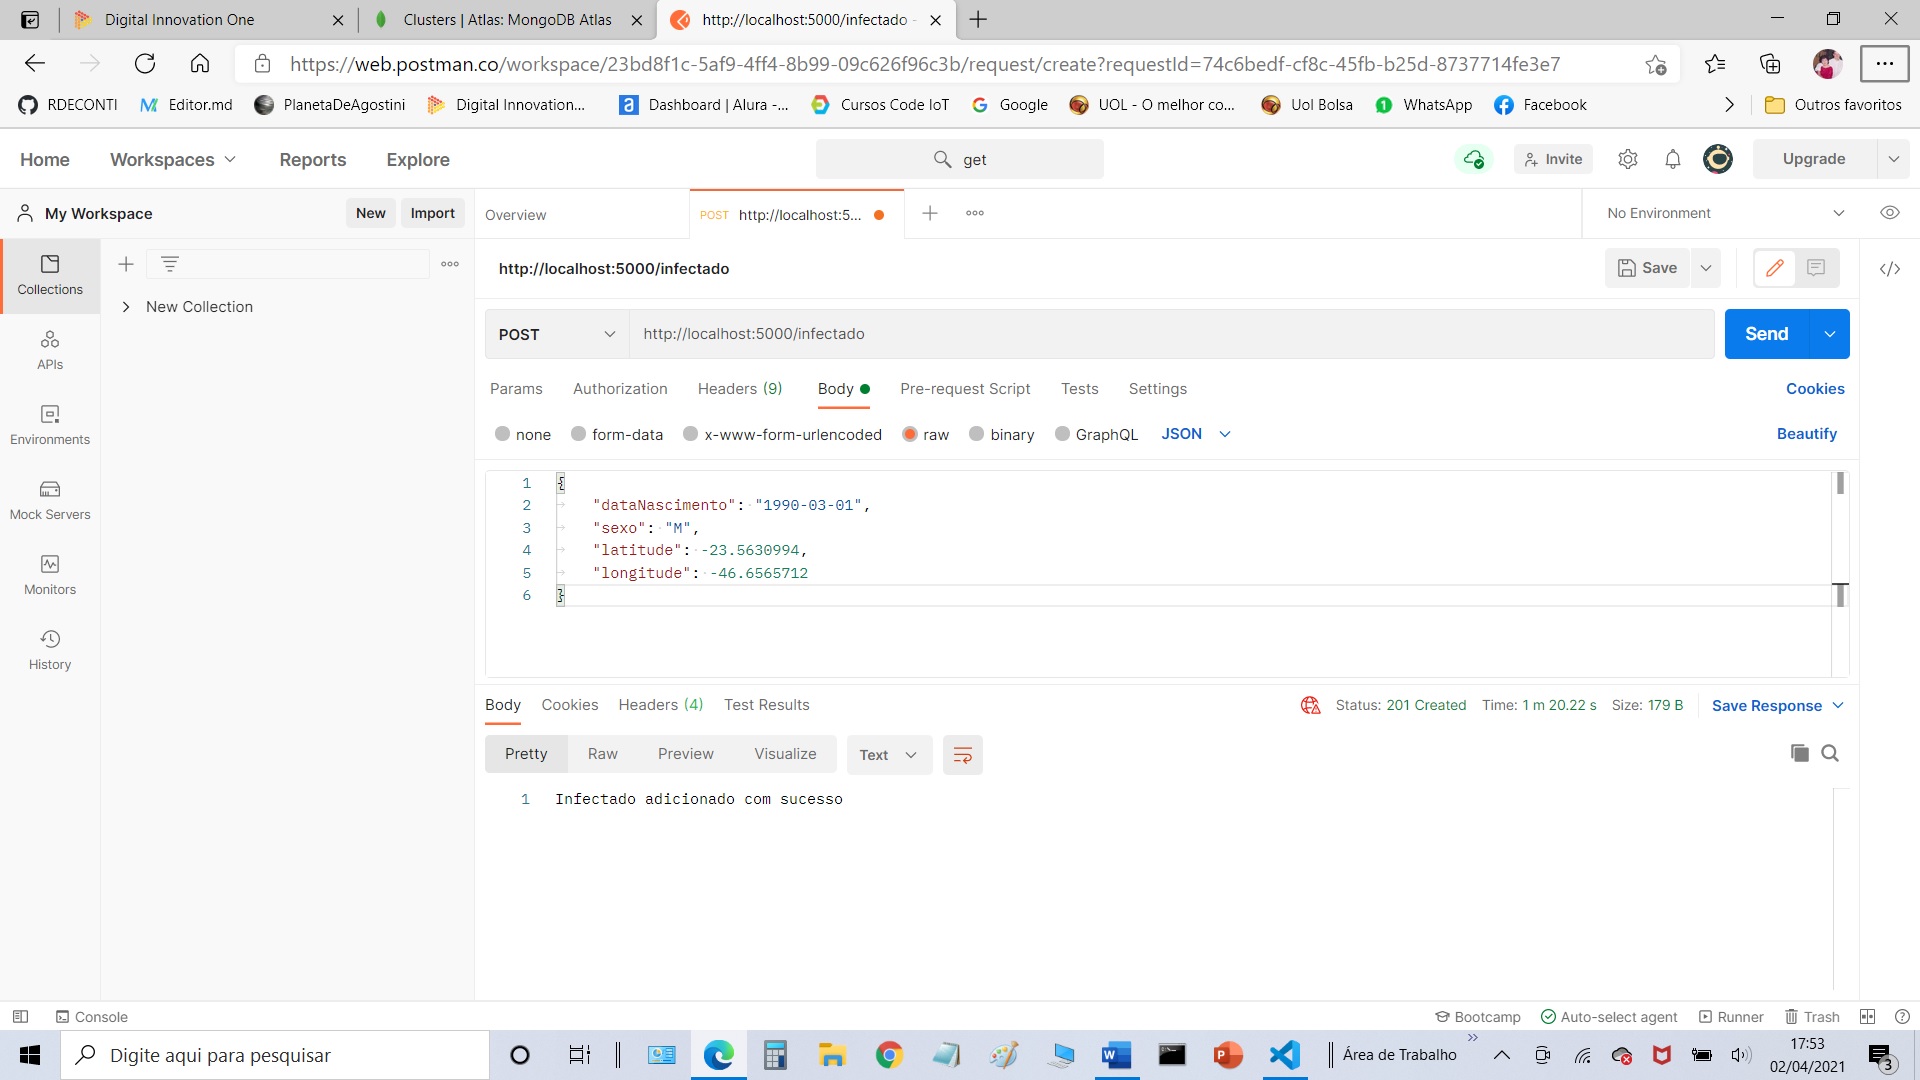 Digital Innovation One
Clusters | Atlas: MongoDB Atlas
http://localhost:5000/infectado -
https://web.postman.co/workspace/23bd8f1c-5af9-4ff4-8b99-09c626f96c3b/request/create?requestId=74c6bedf-cf8c-45fb-b25d-8737714fe3e7
RDECONTI
Editor.md
PlanetaDeAgostini
Digital Innovation...
Dashboard | Alura -...
Cursos Code IoT
Google
UOL - O melhor co...
Uol Bolsa
WhatsApp
Facebook
Outros favoritos
Home
Workspaces
Reports
Explore
get
Invite
Upgrade
My Workspace
New
Import
Overview
POST http://localhost:5...
No Environment
Collections
New Collection
APIs
Environments
Mock Servers
Monitors
History
http://localhost:5000/infectado
Save
POST
http://localhost:5000/infectado
Send
Params
Authorization
Headers (9)
Body
Pre-request Script
Tests
Settings
Cookies
none
form-data
x-www-form-urlencoded
raw
binary
GraphQL
JSON
Beautify
1 {
2 "dataNascimento": "1990-03-01",
3 "sexo": "M",
4 "latitude": -23.5630994,
5 "longitude": -46.6565712
6 }
Body
Cookies
Headers (4)
Test Results
Status: 201 Created
Time: 1 m 20.22 s
Size: 179 B
Save Response
Pretty
Raw
Preview
Visualize
Text
1 Infectado adicionado com sucesso
Console
Bootcamp
Auto-select agent
Runner
Trash
Digite aqui para pesquisar
Área de Trabalho
17:53
02/04/2021
3